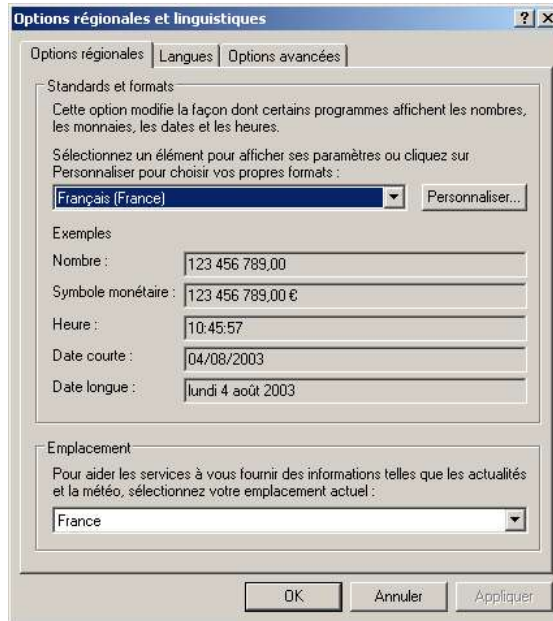 Options régionales et linguistiques
Options régionales
Langues
Options avancées
Standards et formats
Cette option modifie la façon dont certains programmes affichent les nombres,
les monnaies, les dates et les heures.
Sélectionnez un élément pour afficher ses paramètres ou cliquez sur
Personnaliser pour choisir vos propres formats :
Français (France)
Personnaliser...
Exemples
Nombre : 123 456 789,00
Symbole monétaire : 123 456 789,00 €
Heure : 10:45:57
Date courte : 04/08/2003
Date longue : lundi 4 août 2003
Emplacement
Pour aider les services à vous fournir des informations telles que les actualités
et la météo, sélectionnez votre emplacement actuel :
France
OK
Annuler
Appliquer